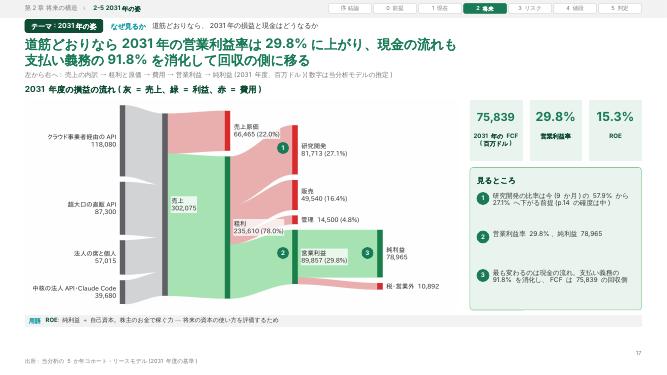 第 2 章 将来の構造 › 2-5 2031 年の姿
序 結論 0 前提 1 現在 2 将来 3 リスク 4 値段 5 判定
テーマ：2031 年の姿 なぜ見るか 道筋どおりなら、2031 年の損益と現金はどうなるか
道筋どおりなら 2031 年の営業利益率は 29.8% に上がり、現金の流れも
支払い義務の 91.8% を消化して回収の側に移る
左から右へ：売上の内訳 → 粗利と原価 → 費用 → 営業利益 → 純利益 (2031 年度、百万ドル)(数字は当分析モデルの推定)
2031 年度の損益の流れ ( 灰 = 売上、緑 = 利益、赤 = 費用 )
クラウド事業者経由の API
118,080
超大口の直販 API
87,300
法人の席と個人
57,015
中核の法人 API・Claude Code
39,680
売上
302,075
売上原価
66,465 (22.0%)
粗利
235,610 (78.0%)
1
研究開発
81,713 (27.1%)
販売
49,540 (16.4%)
管理 14,500 (4.8%)
2
営業利益
89,857 (29.8%)
3
純利益
78,965
税・営業外 10,892
75,839
2031 年の FCF
(百万ドル)
29.8%
営業利益率
15.3%
ROE
見るところ
1 研究開発の比率は今 (9 か月) の 57.9% から
27.1% へ下がる前提 (p.14 の確度は中)
2 営業利益率 29.8%、純利益 78,965
3 最も変わるのは現金の流れ。支払い義務の
91.8% を消化し、FCF は 75,839 の回収側
用語 ROE: 純利益 ÷ 自己資本。株主のお金で稼ぐ力 — 将来の資本の使い方を評価するため
出所：当分析の 5 か年コホート・リースモデル (2031 年度の基準)
17